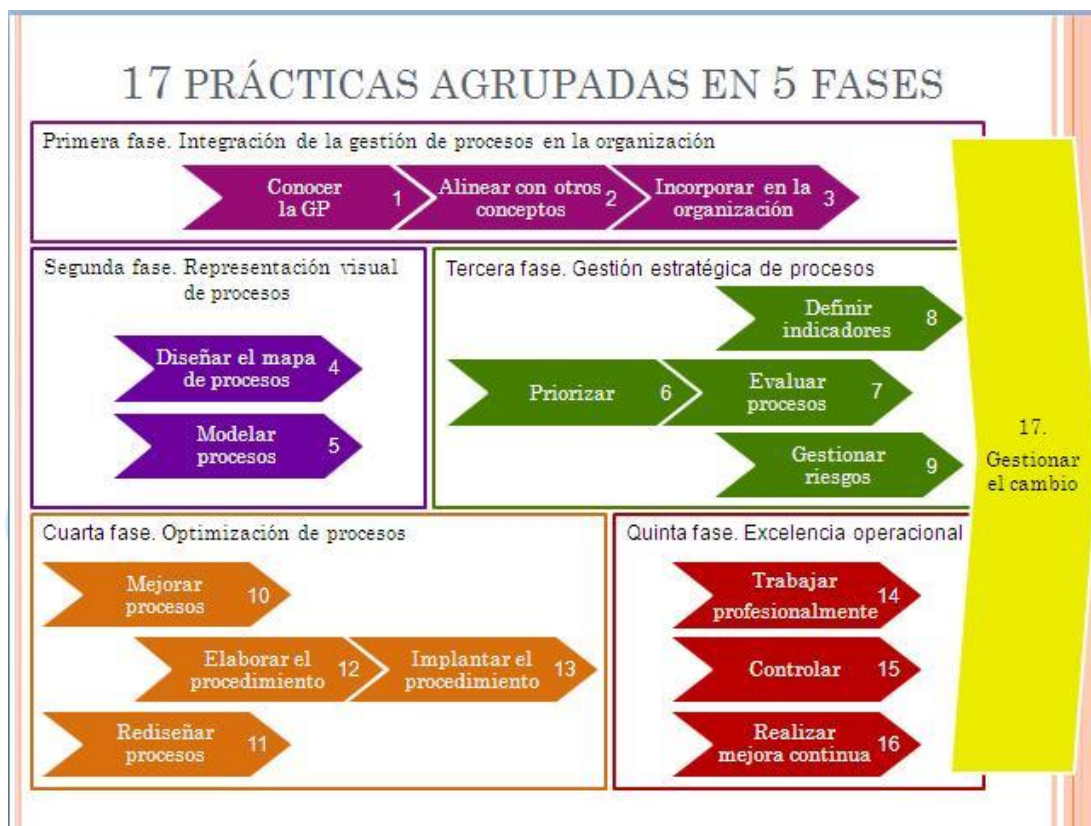 17 PRÁCTICAS AGRUPADAS EN 5 FASES
Primera fase. Integración de la gestión de procesos en la organización
Conocer
la GP
1
Alinear con otros
conceptos
2
Incorporar en la
organización
3
Segunda fase. Representación visual
de procesos
Diseñar el mapa
de procesos
4
Modelar
procesos
5
Tercera fase. Gestión estratégica de procesos
Definir
indicadores
8
Priorizar
6
Evaluar
procesos
7
Gestionar
riesgos
9
Cuarta fase. Optimización de procesos
Mejorar
procesos
10
Elaborar el
procedimiento
12
Implantar el
procedimiento
13
Rediseñar
procesos
11
Quinta fase. Excelencia operacional
Trabajar
profesionalmente
14
Controlar
15
Realizar
mejora continua
16
17.
Gestionar
el cambio